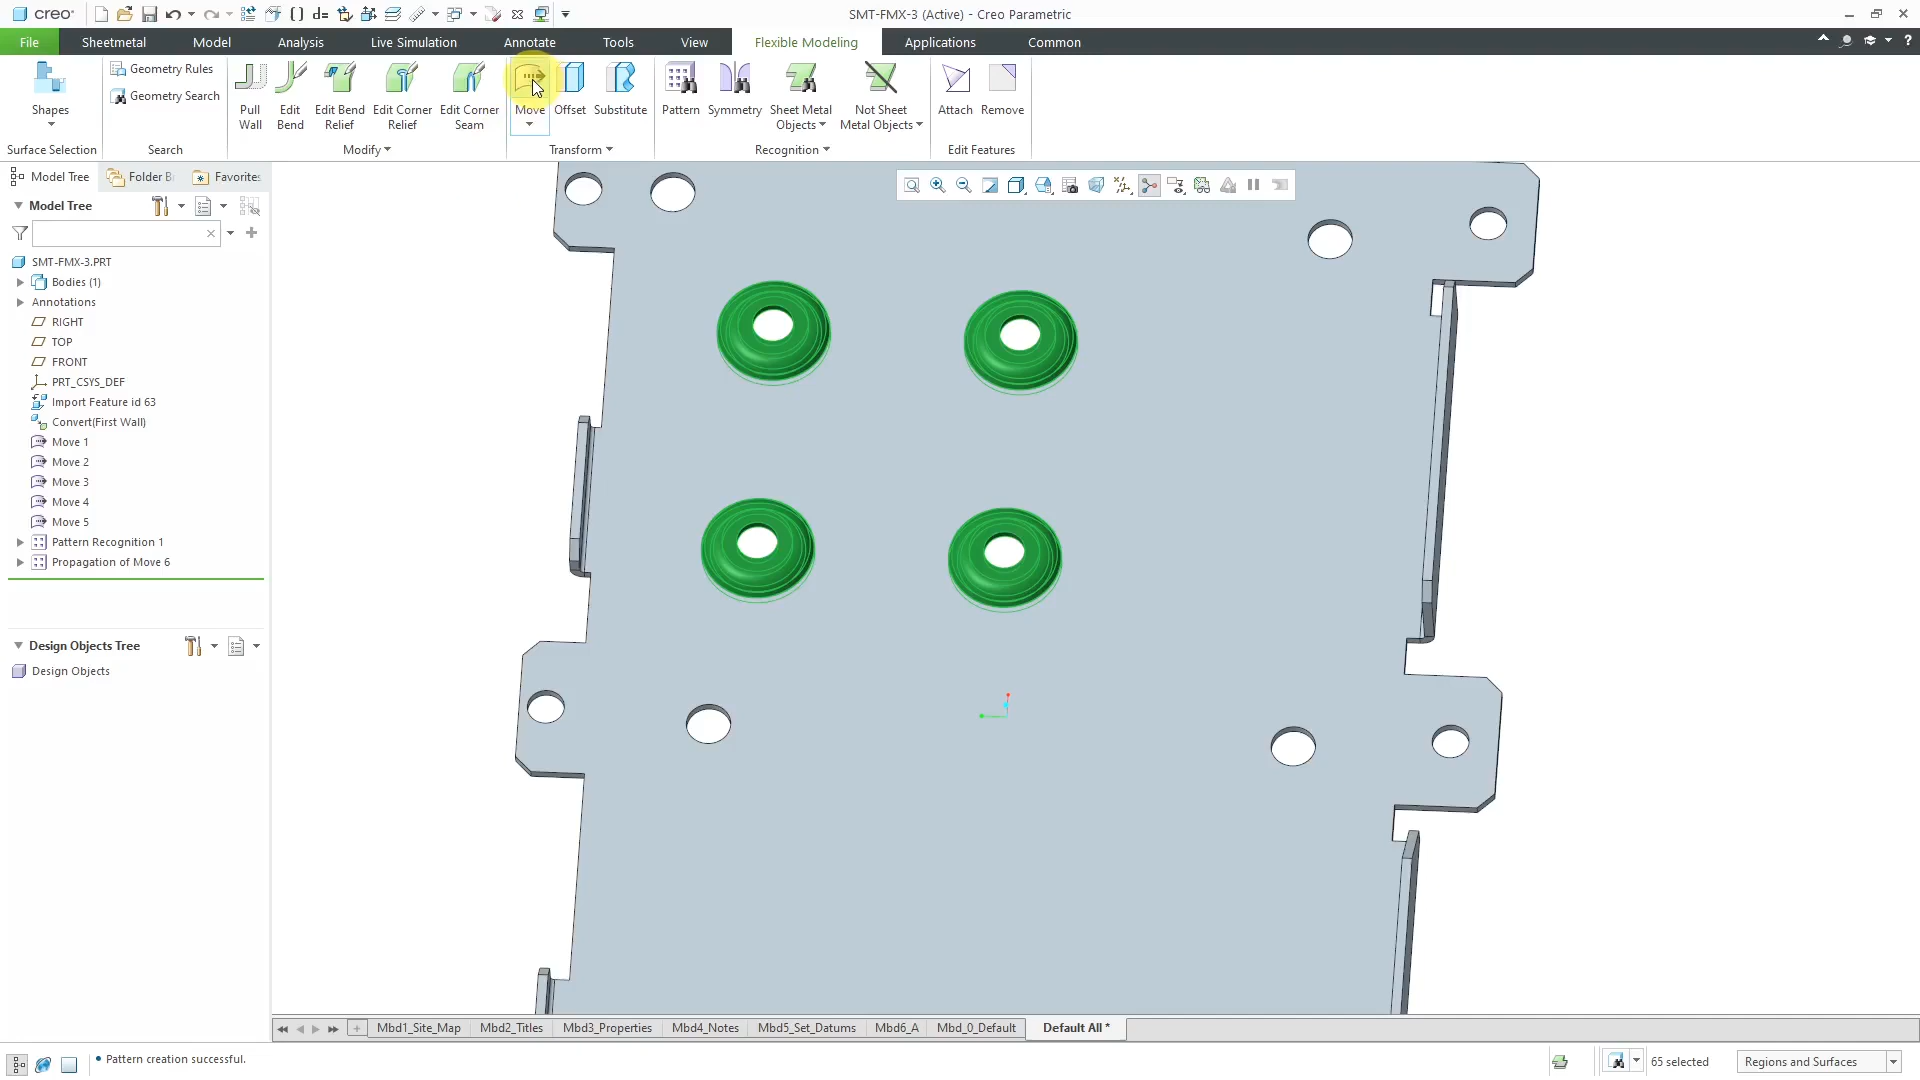 creo
SMT-FMX-3 (Active) - Creo Parametric
File
Sheetmetal
Model
Analysis
Live Simulation
Annotate
Tools
View
Flexible Modeling
Applications
Common
Shapes
Surface Selection
Geometry Rules
Geometry Search
Search
Pull Wall
Edit Bend
Edit Bend Relief
Edit Corner Relief
Edit Corner Seam
Modify
Move
Offset
Substitute
Transform
Pattern
Symmetry
Sheet Metal Objects
Not Sheet Metal Objects
Recognition
Attach
Remove
Edit Features
Model Tree
Folder Br
Favorites
Model Tree
SMT-FMX-3.PRT
Bodies (1)
Annotations
RIGHT
TOP
FRONT
PRT_CSYS_DEF
Import Feature id 63
Convert(First Wall)
Move 1
Move 2
Move 3
Move 4
Move 5
Pattern Recognition 1
Propagation of Move 6
Design Objects Tree
Design Objects
Mbd1_Site_Map
Mbd2_Titles
Mbd3_Properties
Mbd4_Notes
Mbd5_Set_Datums
Mbd6_A
Mbd_0_Default
Default All *
• Pattern creation successful.
65 selected
Regions and Surfaces